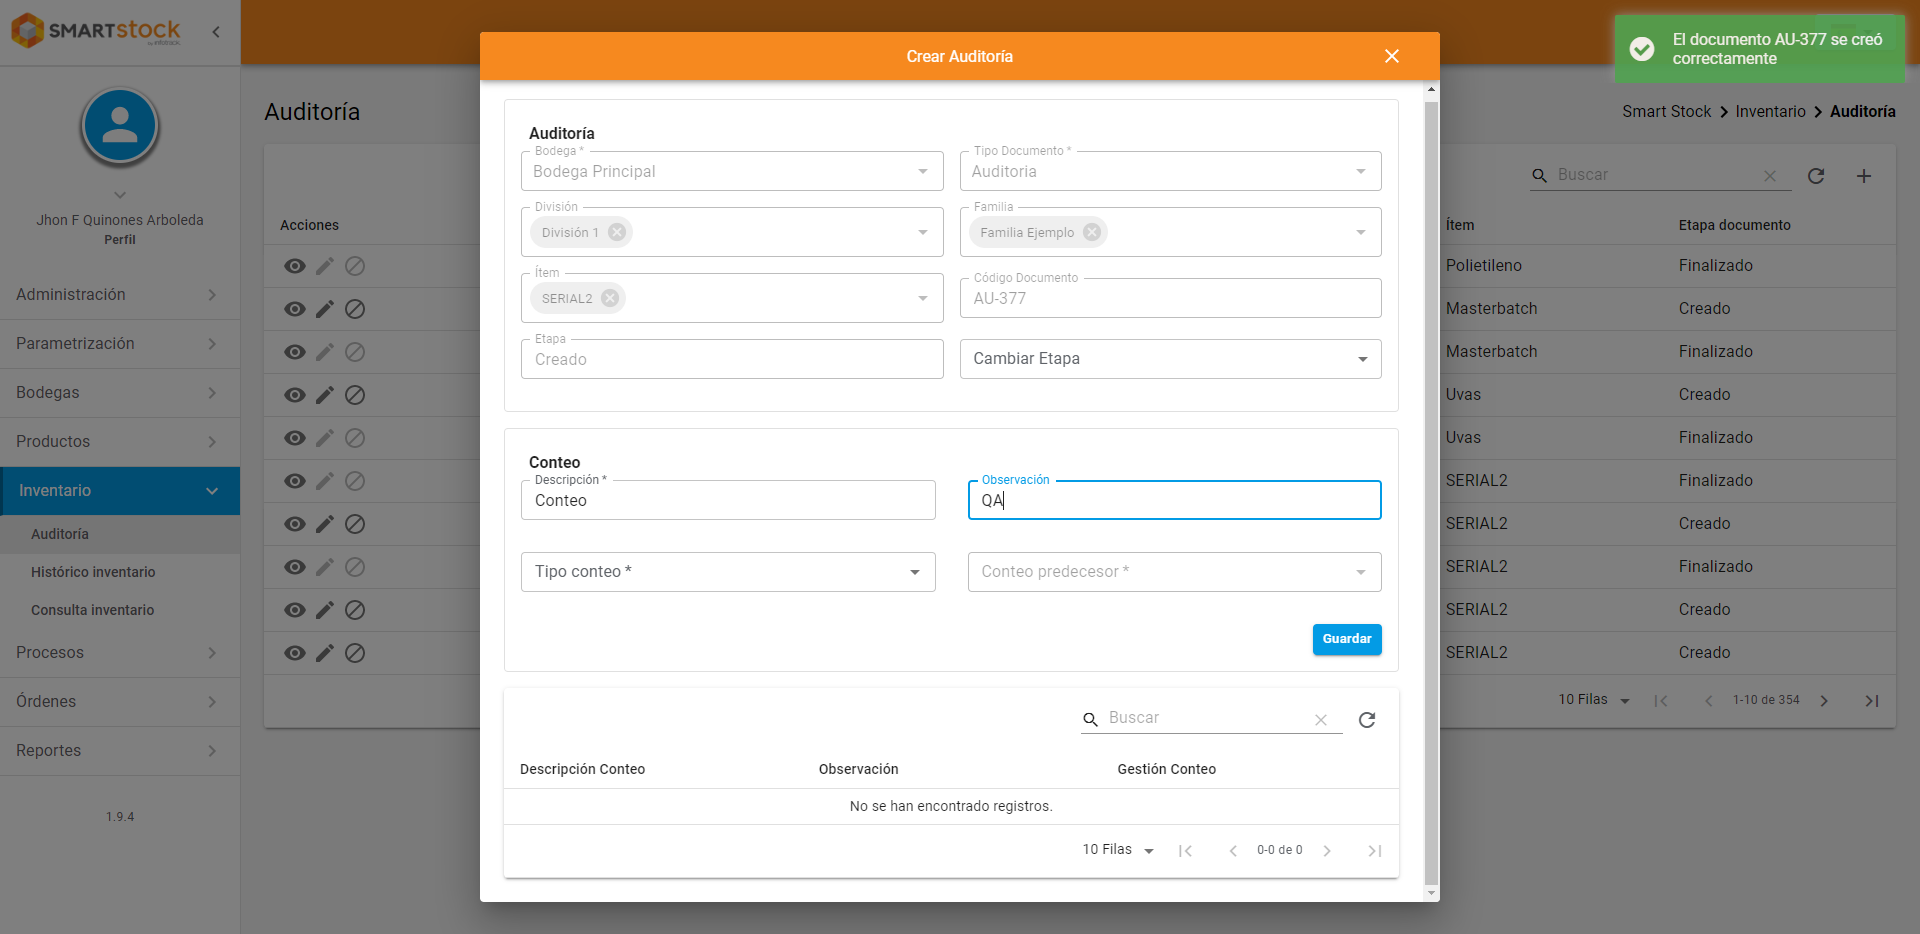 SMARTSTOCK
by infotrack
Jhon F Quinones Arboleda
Perfil
Administración
Parametrización
Bodegas
Productos
Inventario
Auditoría
Histórico inventario
Consulta inventario
Procesos
Órdenes
Reportes
1.9.4
El documento AU-377 se creó
correctamente
Auditoría
Smart Stock > Inventario > Auditoría
Buscar
Acciones
Ítem Etapa documento
Polietileno Finalizado
Masterbatch Creado
Masterbatch Finalizado
Uvas Creado
Uvas Finalizado
SERIAL2 Finalizado
SERIAL2 Creado
SERIAL2 Finalizado
SERIAL2 Creado
SERIAL2 Creado
10 Filas 1-10 de 354
Crear Auditoría
Auditoría
Bodega * Tipo Documento *
Bodega Principal Auditoria
División Familia
División 1 Familia Ejemplo
Ítem Código Documento
SERIAL2 AU-377
Etapa
Creado Cambiar Etapa
Conteo
Descripción * Observación
Conteo QA
Tipo conteo * Conteo predecesor *
Guardar
Buscar
Descripción Conteo Observación Gestión Conteo
No se han encontrado registros.
10 Filas 0-0 de 0